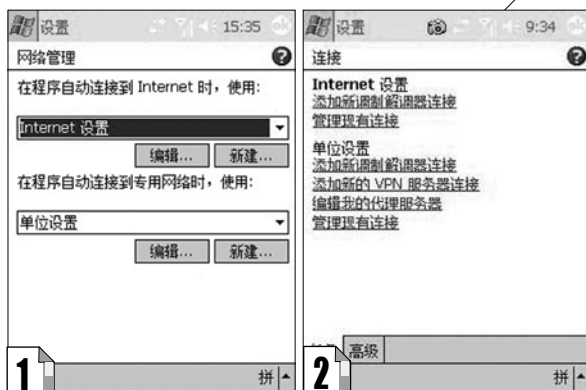 设置 15:35
网络管理
在程序自动连接到 Internet 时，使用:
Internet 设置
编辑... 新建...
在程序自动连接到专用网络时，使用:
单位设置
编辑... 新建...
1
拼
设置 9:34
连接
Internet 设置
添加新调制解调器连接
管理现有连接
单位设置
添加新调制解调器连接
添加新的 VPN 服务器连接
编辑我的代理服务器
管理现有连接
高级
2
拼